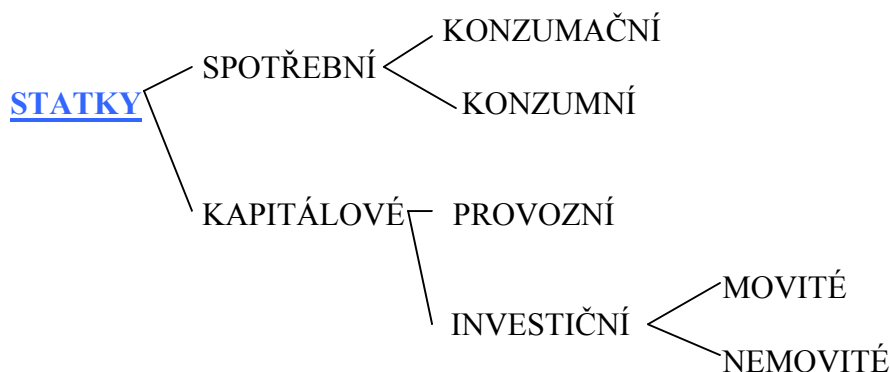 KONZUMAČNÍ
SPOTŘEBNÍ
STATKY
KONZUMNÍ
KAPITÁLOVÉ
PROVOZNÍ
MOVITÉ
INVESTIČNÍ
NEMOVITÉ